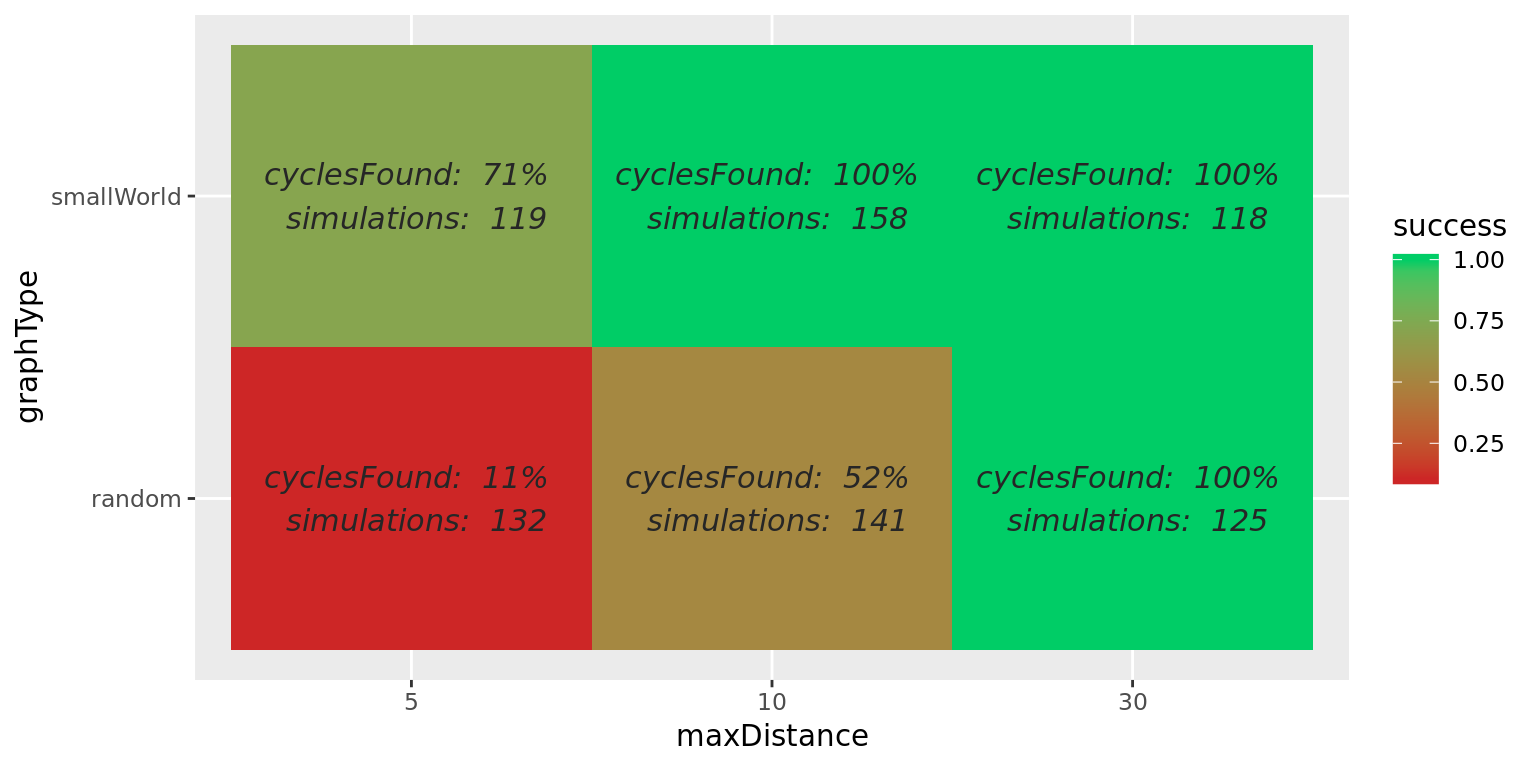 cyclesFound:  71%
simulations:  119
cyclesFound:  100%
simulations:  158
cyclesFound:  100%
simulations:  118
smallWorld
cyclesFound:  11%
simulations:  132
cyclesFound:  52%
simulations:  141
cyclesFound:  100%
simulations:  125
random
graphType
5
10
30
maxDistance
success
1.00
0.75
0.50
0.25